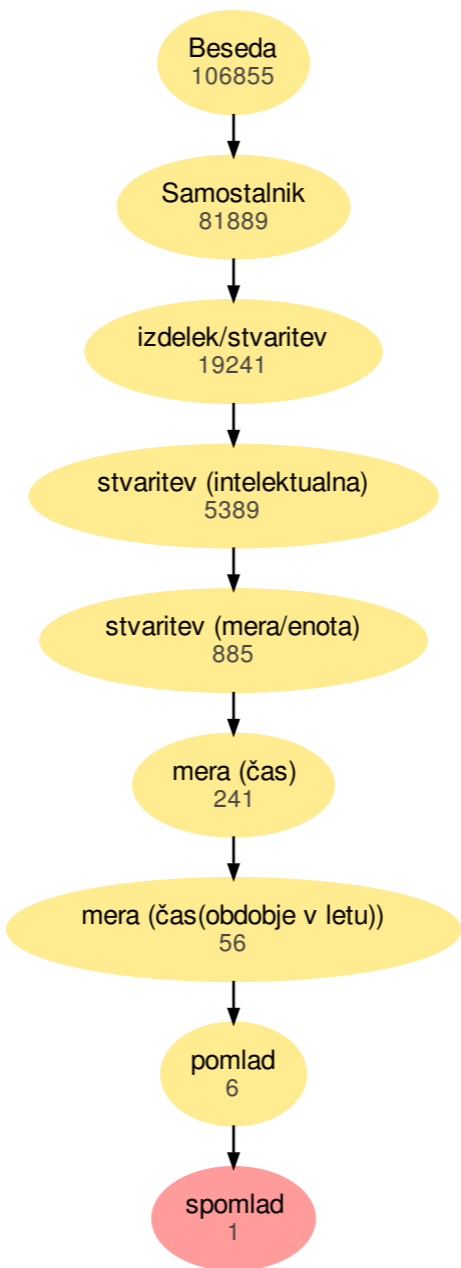 Beseda
106855
Samostalnik
81889
izdelek/stvaritev
19241
stvaritev (intelektualna)
5389
stvaritev (mera/enota)
885
mera (čas)
241
mera (čas(obdobje v letu))
56
pomlad
6
spomlad
1